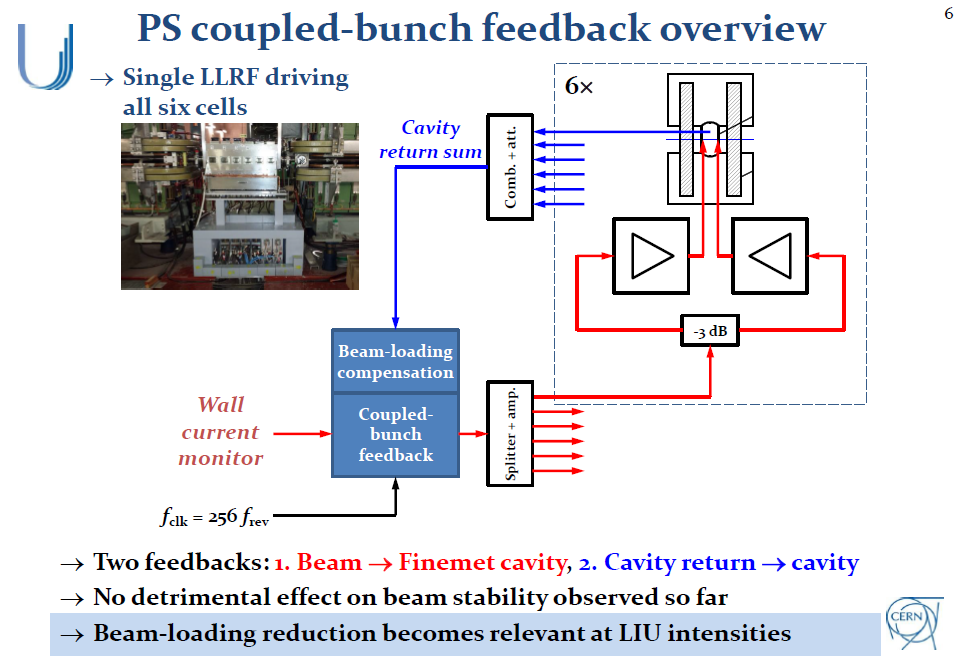 6
PS coupled-bunch feedback overview
→ Single LLRF driving
all six cells
6×
Cavity
return sum
Comb. + att.
-3 dB
Beam-loading
compensation
Coupled-
bunch
feedback
Wall
current
monitor
Splitter + amp.
fclk = 256 frev
→ Two feedbacks: 1. Beam → Finemet cavity, 2. Cavity return → cavity
→ No detrimental effect on beam stability observed so far
→ Beam-loading reduction becomes relevant at LIU intensities
CERN